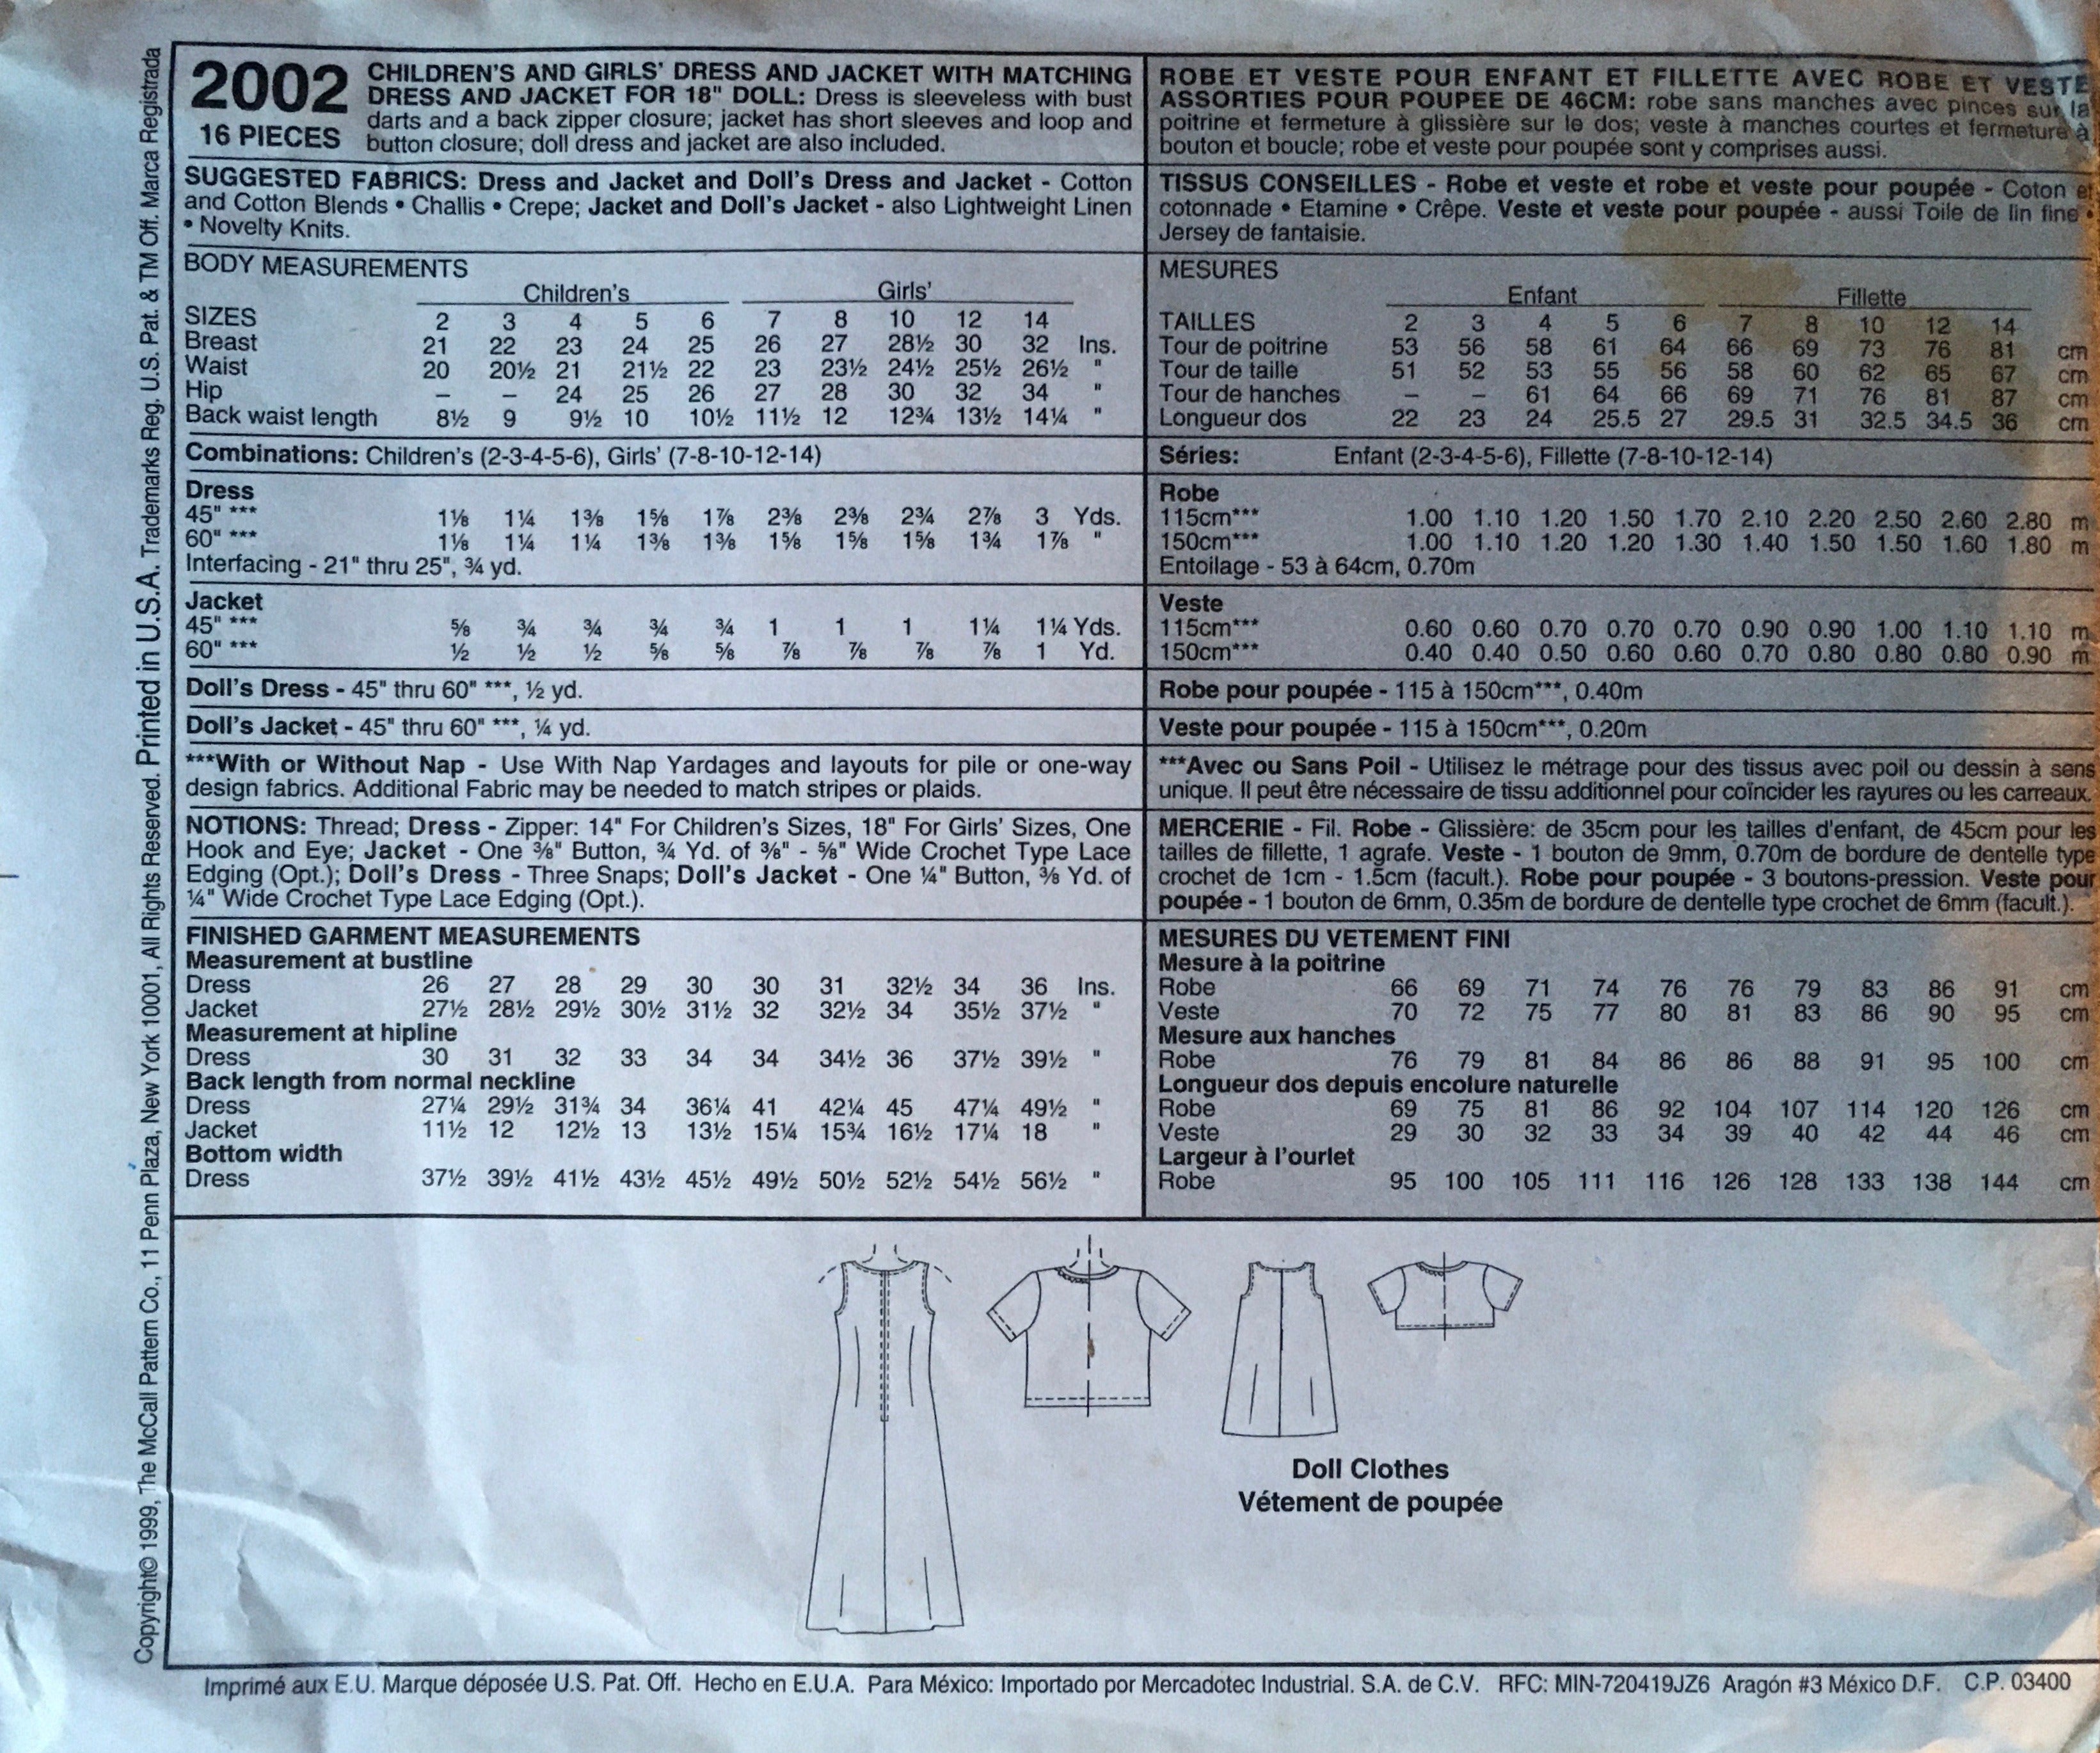 2002
16 PIECES
CHILDREN'S AND GIRLS' DRESS AND JACKET WITH MATCHING
DRESS AND JACKET FOR 18" DOLL: Dress is sleeveless with bust
darts and a back zipper closure; jacket has short sleeves and loop and
button closure; doll dress and jacket are also included.
SUGGESTED FABRICS: Dress and Jacket and Doll's Dress and Jacket - Cotton
and Cotton Blends • Challis • Crepe; Jacket and Doll's Jacket - also Lightweight Linen
• Novelty Knits.
BODY MEASUREMENTS
Children's Girls'
SIZES 2 3 4 5 6 7 8 10 12 14
Breast 21 22 23 24 25 26 27 28½ 30 32 Ins.
Waist 20 20½ 21 21½ 22 23 23½ 24½ 25½ 26½ "
Hip – – 24 25 26 27 28 30 32 34 "
Back waist length 8½ 9 9½ 10 10½ 11½ 12 12¾ 13½ 14¼ "
Combinations: Children's (2-3-4-5-6), Girls' (7-8-10-12-14)
Dress
45" *** 1⅛ 1¼ 1⅜ 1⅝ 1⅞ 2⅜ 2⅜ 2¾ 2⅞ 3 Yds.
60" *** 1⅛ 1¼ 1¼ 1⅜ 1⅜ 1⅝ 1⅝ 1⅝ 1¾ 1⅞ "
Interfacing - 21" thru 25", ¾ yd.
Jacket
45" *** ⅝ ¾ ¾ ¾ ¾ 1 1 1 1¼ 1¼ Yds.
60" *** ½ ½ ½ ⅝ ⅝ ⅞ ⅞ ⅞ ⅞ 1 Yd.
Doll's Dress - 45" thru 60" ***, ½ yd.
Doll's Jacket - 45" thru 60" ***, ¼ yd.
***With or Without Nap - Use With Nap Yardages and layouts for pile or one-way
design fabrics. Additional Fabric may be needed to match stripes or plaids.
NOTIONS: Thread; Dress - Zipper: 14" For Children's Sizes, 18" For Girls' Sizes, One
Hook and Eye; Jacket - One ⅜" Button, ¾ Yd. of ⅜" - ⅝" Wide Crochet Type Lace
Edging (Opt.); Doll's Dress - Three Snaps; Doll's Jacket - One ¼" Button, ⅜ Yd. of
¼" Wide Crochet Type Lace Edging (Opt.).
FINISHED GARMENT MEASUREMENTS
Measurement at bustline
Dress 26 27 28 29 30 30 31 32½ 34 36 Ins.
Jacket 27½ 28½ 29½ 30½ 31½ 32 32½ 34 35½ 37½ "
Measurement at hipline
Dress 30 31 32 33 34 34 34½ 36 37½ 39½ "
Back length from normal neckline
Dress 27¼ 29½ 31¾ 34 36¼ 41 42¼ 45 47¼ 49½ "
Jacket 11½ 12 12½ 13 13½ 15¼ 15¾ 16½ 17¼ 18 "
Bottom width
Dress 37½ 39½ 41½ 43½ 45½ 49½ 50½ 52½ 54½ 56½ "
ROBE ET VESTE POUR ENFANT ET FILLETTE AVEC ROBE ET VESTE
ASSORTIES POUR POUPEE DE 46CM: robe sans manches avec pinces sur la
poitrine et fermeture à glissière sur le dos; veste à manches courtes et fermeture à
bouton et boucle; robe et veste pour poupée sont y comprises aussi.
TISSUS CONSEILLES - Robe et veste et robe et veste pour poupée - Coton et
cotonnade • Etamine • Crêpe. Veste et veste pour poupée - aussi Toile de lin fine •
Jersey de fantaisie.
MESURES
Enfant Fillette
TAILLES 2 3 4 5 6 7 8 10 12 14
Tour de poitrine 53 56 58 61 64 66 69 73 76 81 cm
Tour de taille 51 52 53 55 56 58 60 62 65 67 cm
Tour de hanches – – 61 64 66 69 71 76 81 87 cm
Longueur dos 22 23 24 25.5 27 29.5 31 32.5 34.5 36 cm
Séries: Enfant (2-3-4-5-6), Fillette (7-8-10-12-14)
Robe
115cm*** 1.00 1.10 1.20 1.50 1.70 2.10 2.20 2.50 2.60 2.80 m
150cm*** 1.00 1.10 1.20 1.20 1.30 1.40 1.50 1.50 1.60 1.80 m
Entoilage - 53 à 64cm, 0.70m
Veste
115cm*** 0.60 0.60 0.70 0.70 0.70 0.90 0.90 1.00 1.10 1.10 m
150cm*** 0.40 0.40 0.50 0.60 0.60 0.70 0.80 0.80 0.80 0.90 m
Robe pour poupée - 115 à 150cm***, 0.40m
Veste pour poupée - 115 à 150cm***, 0.20m
***Avec ou Sans Poil - Utilisez le métrage pour des tissus avec poil ou dessin à sens
unique. Il peut être nécessaire de tissu additionnel pour coïncider les rayures ou les carreaux.
MERCERIE - Fil. Robe - Glissière: de 35cm pour les tailles d'enfant, de 45cm pour les
tailles de fillette, 1 agrafe. Veste - 1 bouton de 9mm, 0.70m de bordure de dentelle type
crochet de 1cm - 1.5cm (facult.). Robe pour poupée - 3 boutons-pression. Veste pour
poupée - 1 bouton de 6mm, 0.35m de bordure de dentelle type crochet de 6mm (facult.).
MESURES DU VETEMENT FINI
Mesure à la poitrine
Robe 66 69 71 74 76 76 79 83 86 91 cm
Veste 70 72 75 77 80 81 83 86 90 95 cm
Mesure aux hanches
Robe 76 79 81 84 86 86 88 91 95 100 cm
Longueur dos depuis encolure naturelle
Robe 69 75 81 86 92 104 107 114 120 126 cm
Veste 29 30 32 33 34 39 40 42 44 46 cm
Largeur à l'ourlet
Robe 95 100 105 111 116 126 128 133 138 144 cm
Doll Clothes
Vétement de poupée
Copyright© 1999, The McCall Pattern Co., 11 Penn Plaza, New York 10001, All Rights Reserved. Printed in U.S.A. Trademarks Reg. U.S. Pat. & TM Off. Marca Registrada
Imprimé aux E.U. Marque déposée U.S. Pat. Off. Hecho en E.U.A. Para México: Importado por Mercadotec Industrial. S.A. de C.V. RFC: MIN-720419JZ6 Aragón #3 México D.F. C.P. 03400